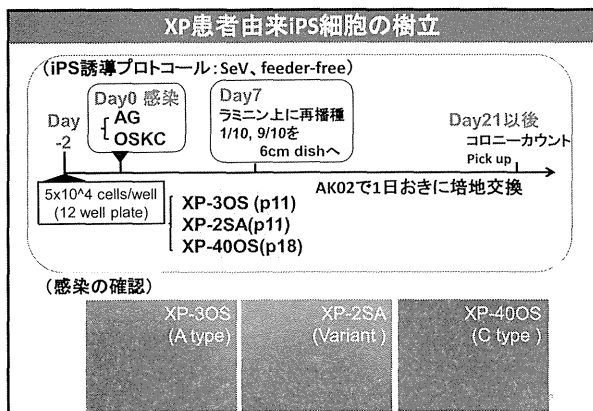 XP患者由来iPS細胞の樹立
(iPS誘導プロトコール:SeV、feeder-free)
Day
-2
Day0 感染
AG
OSKC
Day7
ラミニン上に再播種
1/10, 9/10を
6cm dishへ
Day21以後
コロニーカウント
Pick up
AK02で1日おきに培地交換
5x10^4 cells/well
(12 well plate)
XP-3OS (p11)
XP-2SA(p11)
XP-40OS(p18)
(感染の確認)
XP-3OS
(A type)
XP-2SA
(Variant )
XP-40OS
(C type )